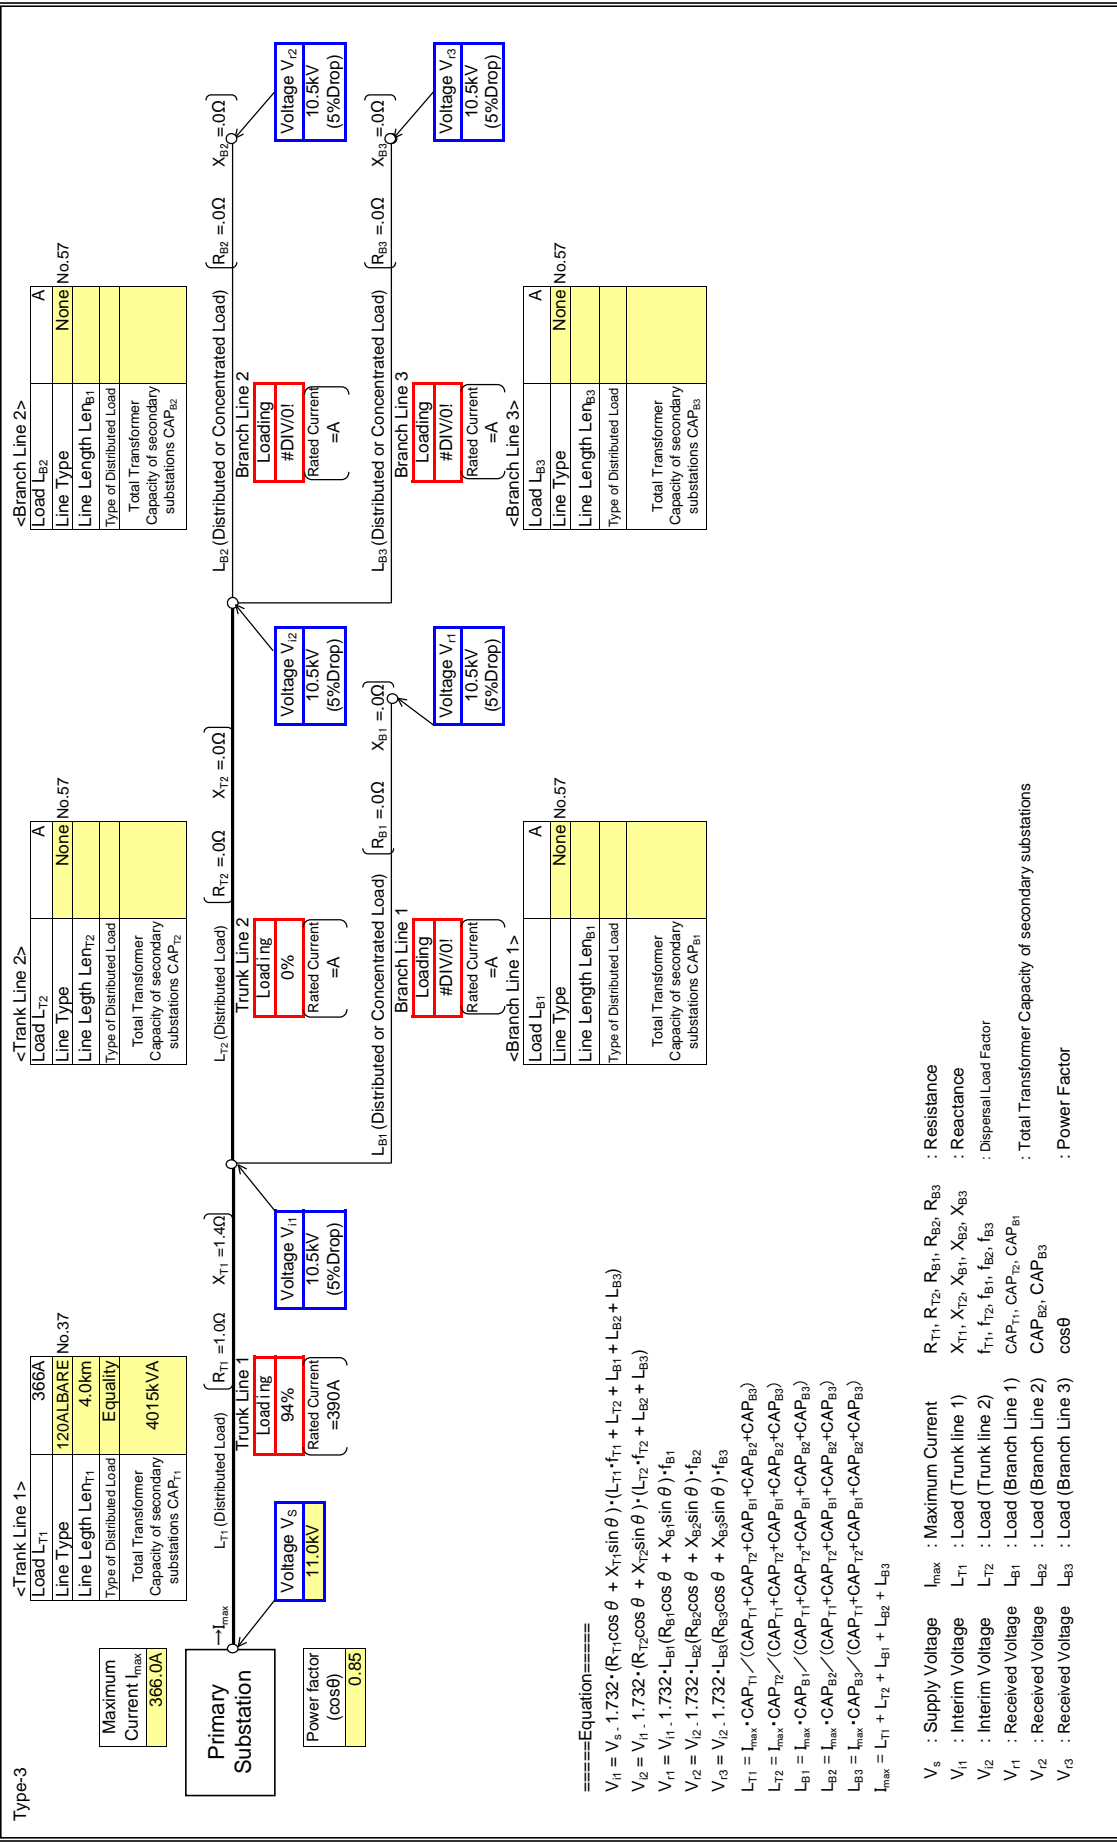 Type-3
<Trank Line 1>
Load L_T1 366A
Line Type 120ALBARE No.37
Line Legth Len_T1 4.0km
Type of Distributed Load Equality
Total Transformer
Capacity of secondary
substations CAP_T1 4015kVA
<Trank Line 2>
Load L_T2 A
Line Type None No.57
Line Legth Len_T2
Type of Distributed Load
Total Transformer
Capacity of secondary
substations CAP_T2
<Branch Line 2>
Load L_B2 A
Line Type None No.57
Line Length Len_B1
Type of Distributed Load
Total Transformer
Capacity of secondary
substations CAP_B2
Maximum
Current I_max
366.0A
Primary
Substation
→I_max
Power factor
(cosθ)
0.85
Voltage V_S
11.0kV
L_T1 (Distributed Load) R_T1 =1.0Ω X_T1 =1.4Ω
Trunk Line 1
Loading
94%
Rated Current
=390A
Voltage V_i1
10.5kV
(5%Drop)
L_T2 (Distributed Load) R_T2 =.0Ω X_T2 =.0Ω
Trunk Line 2
Loading
0%
Rated Current
=A
Voltage V_i2
10.5kV
(5%Drop)
L_B2 (Distributed or Concentrated Load) R_B2 =.0Ω X_B2 =.0Ω
Branch Line 2
Loading
#DIV/0!
Rated Current
=A
Voltage V_r2
10.5kV
(5%Drop)
L_B1 (Distributed or Concentrated Load) R_B1 =.0Ω X_B1 =.0Ω
Branch Line 1
Loading
#DIV/0!
Rated Current
=A
Voltage V_r1
10.5kV
(5%Drop)
L_B3 (Distributed or Concentrated Load) R_B3 =.0Ω X_B3 =.0Ω
Branch Line 3
Loading
#DIV/0!
Rated Current
=A
Voltage V_r3
10.5kV
(5%Drop)
<Branch Line 1>
Load L_B1 A
Line Type None No.57
Line Length Len_B1
Type of Distributed Load
Total Transformer
Capacity of secondary
substations CAP_B1
<Branch Line 3>
Load L_B3 A
Line Type None No.57
Line Length Len_B3
Type of Distributed Load
Total Transformer
Capacity of secondary
substations CAP_B3
=====Equation=====
V_i1 = V_s - 1.732・(R_T1cos θ + X_T1sin θ)・(L_T1・f_T1 + L_T2 + L_B1 + L_B2 + L_B3)
V_i2 = V_i1 - 1.732・(R_T2cos θ + X_T2sin θ)・(L_T2・f_T2 + L_B2 + L_B3)
V_r1 = V_i1 - 1.732・L_B1(R_B1cos θ + X_B1sin θ)・f_B1
V_r2 = V_i2 - 1.732・L_B2(R_B2cos θ + X_B2sin θ)・f_B2
V_r3 = V_i2 - 1.732・L_B3(R_B3cos θ + X_B3sin θ)・f_B3
L_T1 = I_max・CAP_T1／(CAP_T1+CAP_T2+CAP_B1+CAP_B2+CAP_B3)
L_T2 = I_max・CAP_T2／(CAP_T1+CAP_T2+CAP_B1+CAP_B2+CAP_B3)
L_B1 = I_max・CAP_B1／(CAP_T1+CAP_T2+CAP_B1+CAP_B2+CAP_B3)
L_B2 = I_max・CAP_B2／(CAP_T1+CAP_T2+CAP_B1+CAP_B2+CAP_B3)
L_B3 = I_max・CAP_B3／(CAP_T1+CAP_T2+CAP_B1+CAP_B2+CAP_B3)
I_max = L_T1 + L_T2 + L_B1 + L_B2 + L_B3
V_s : Supply Voltage I_max : Maximum Current R_T1, R_T2, R_B1, R_B2, R_B3 : Resistance
V_i1 : Interim Voltage L_T1 : Load (Trunk line 1) X_T1, X_T2, X_B1, X_B2, X_B3 : Reactance
V_i2 : Interim Voltage L_T2 : Load (Trunk line 2) f_T1, f_T2, f_B1, f_B2, f_B3 : Dispersal Load Factor
V_r1 : Received Voltage L_B1 : Load (Branch Line 1) CAP_T1, CAP_T2, CAP_B1
V_r2 : Received Voltage L_B2 : Load (Branch Line 2) CAP_B2, CAP_B3 : Total Transformer Capacity of secondary substations
V_r3 : Received Voltage L_B3 : Load (Branch Line 3) cosθ : Power Factor